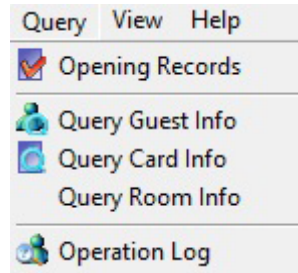 Query View Help
Opening Records
Query Guest Info
Query Card Info
Query Room Info
Operation Log